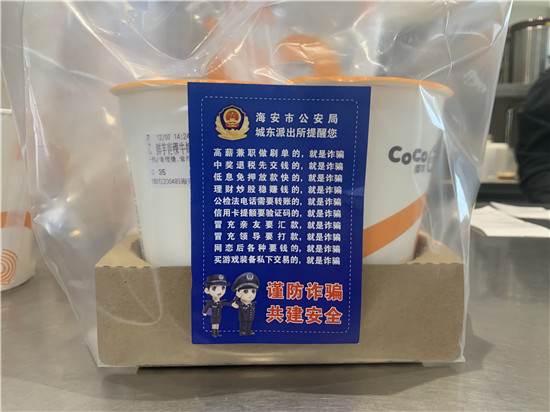 海安市公安局
城东派出所提醒您
高薪兼职做刷单的，就是诈骗
中奖退税先交钱的，就是诈骗
低息免押放款快的，就是诈骗
理财炒股稳赚钱的，就是诈骗
公检法电话需要转账的，就是诈骗
信用卡提额要验证码的，就是诈骗
冒充亲友要汇款，就是诈骗
冒充领导要打款，就是诈骗
网恋后各种要钱的，就是诈骗
买游戏装备私下交易的，就是诈骗
谨防诈骗
共建安全
CoCo
都可
14:24